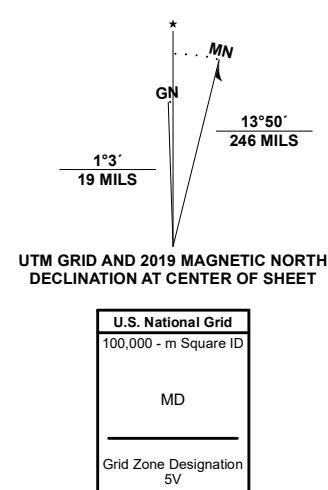 ★
MN
GN
13°50´
246 MILS
1°3´
19 MILS
UTM GRID AND 2019 MAGNETIC NORTH
DECLINATION AT CENTER OF SHEET
U.S. National Grid
100,000 - m Square ID
MD
Grid Zone Designation
5V